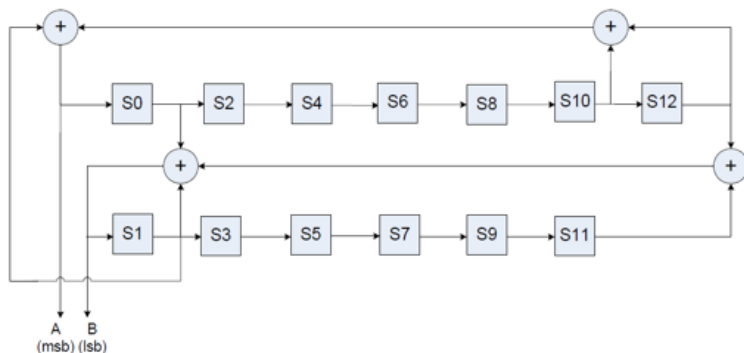 + +
S0 S2 S4 S6 S8 S10 S12
+ +
S1 S3 S5 S7 S9 S11
A B
(msb) (lsb)